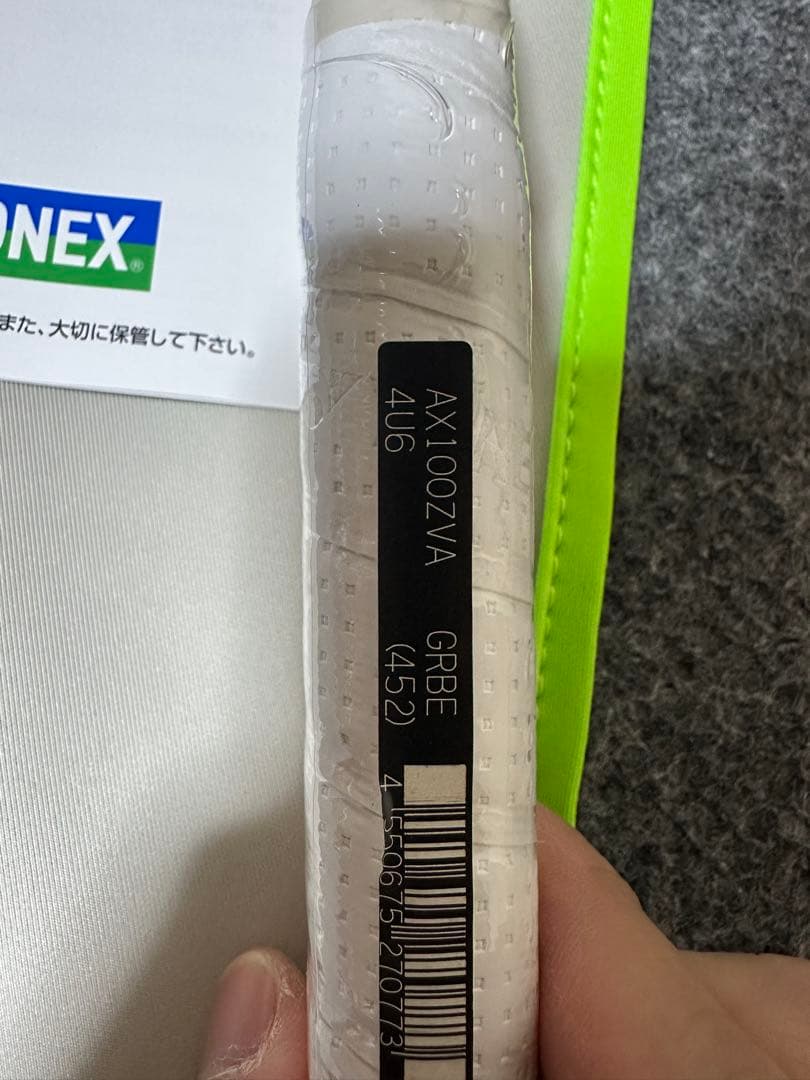 ONEX®
また、大切に保管して下さい。
AX100ZVA GRBE
4U6 (452)
4 550675 270773